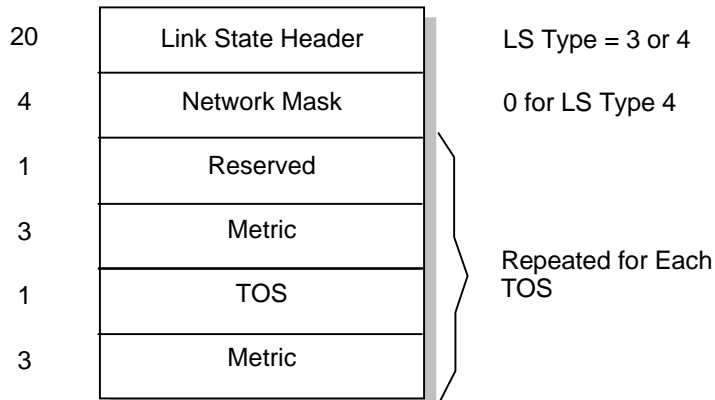 20 Link State Header LS Type = 3 or 4
4 Network Mask 0 for LS Type 4
1 Reserved
3 Metric
Repeated for Each
TOS
1 TOS
3 Metric